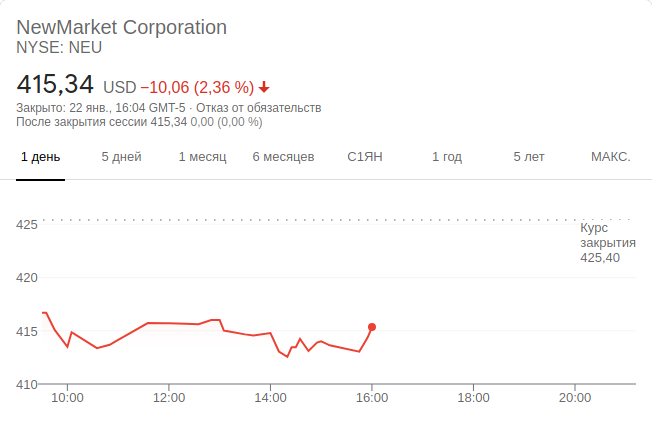 NewMarket Corporation
NYSE: NEU
415,34 USD −10,06 (2,36 %)
Закрыто: 22 янв., 16:04 GMT-5 · Отказ от обязательств
После закрытия сессии 415,34 0,00 (0,00 %)
1 день 5 дней 1 месяц 6 месяцев С1ЯН 1 год 5 лет МАКС.
425
Курс
закрытия
425,40
420
415
410
10:00 12:00 14:00 16:00 18:00 20:00